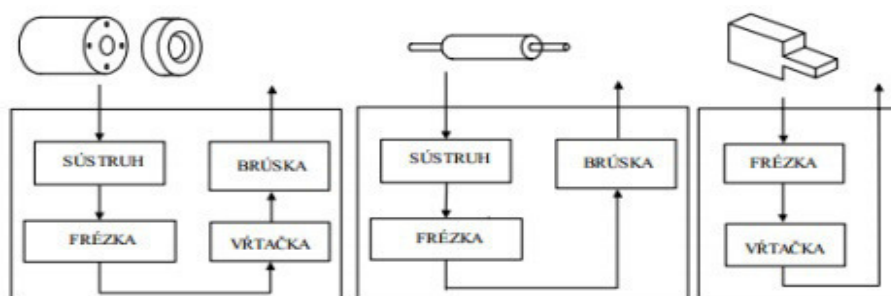 SÚSTRUH
FRÉZKA
VŔTAČKA
BRÚSKA
SÚSTRUH
FRÉZKA
BRÚSKA
FRÉZKA
VŔTAČKA